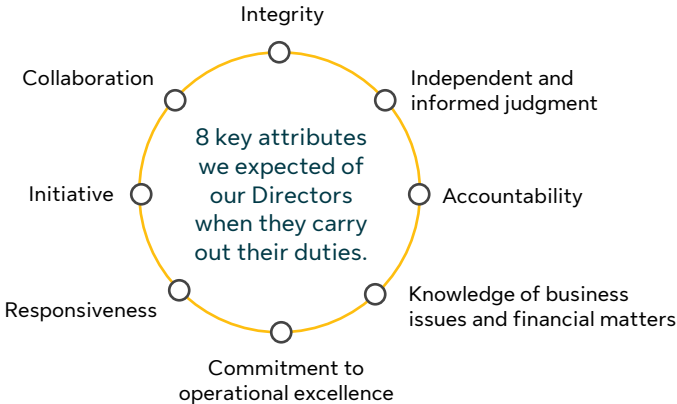 Integrity
Collaboration
Independent and
informed judgment
8 key attributes
we expected of
our Directors
when they carry
out their duties.
Initiative
Accountability
Responsiveness
Knowledge of business
issues and financial matters
Commitment to
operational excellence